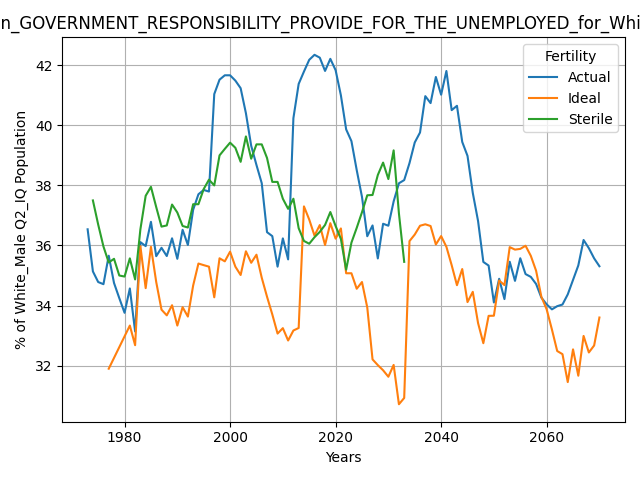 n_GOVERNMENT_RESPONSIBILITY_PROVIDE_FOR_THE_UNEMPLOYED_for_Whi
Fertility
Actual
Ideal
Sterile
% of White_Male Q2_IQ Population
42
40
38
36
34
32
1980
2000
2020
2040
2060
Years